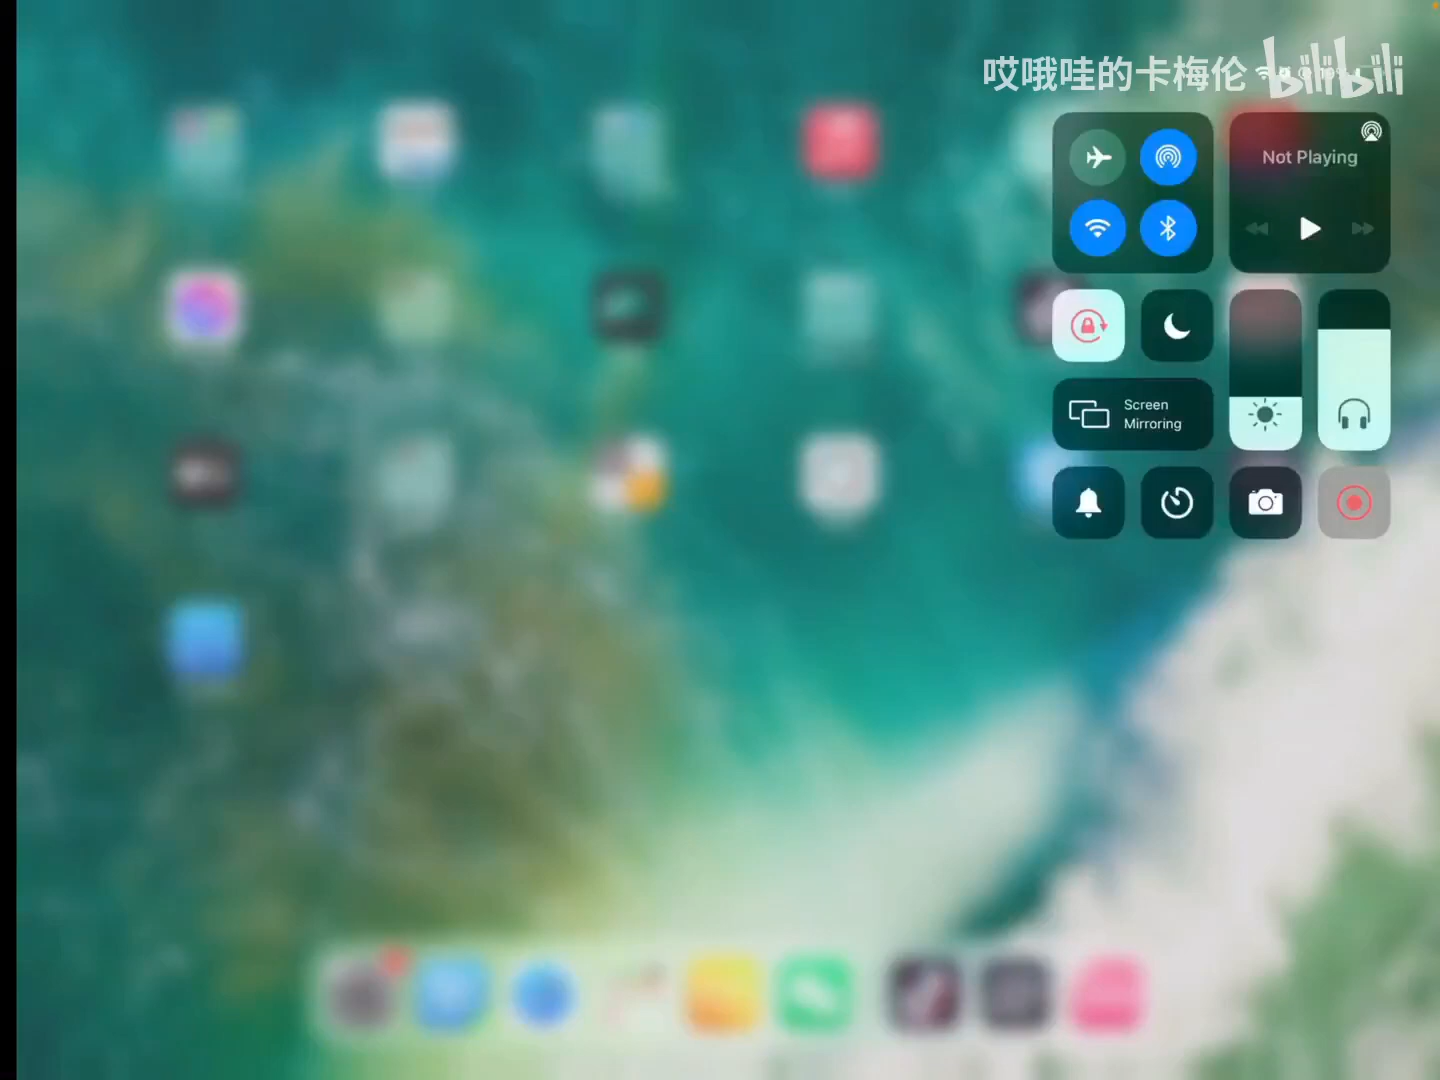 哎哦哇的卡梅伦 bilibili
Not Playing
Screen
Mirroring